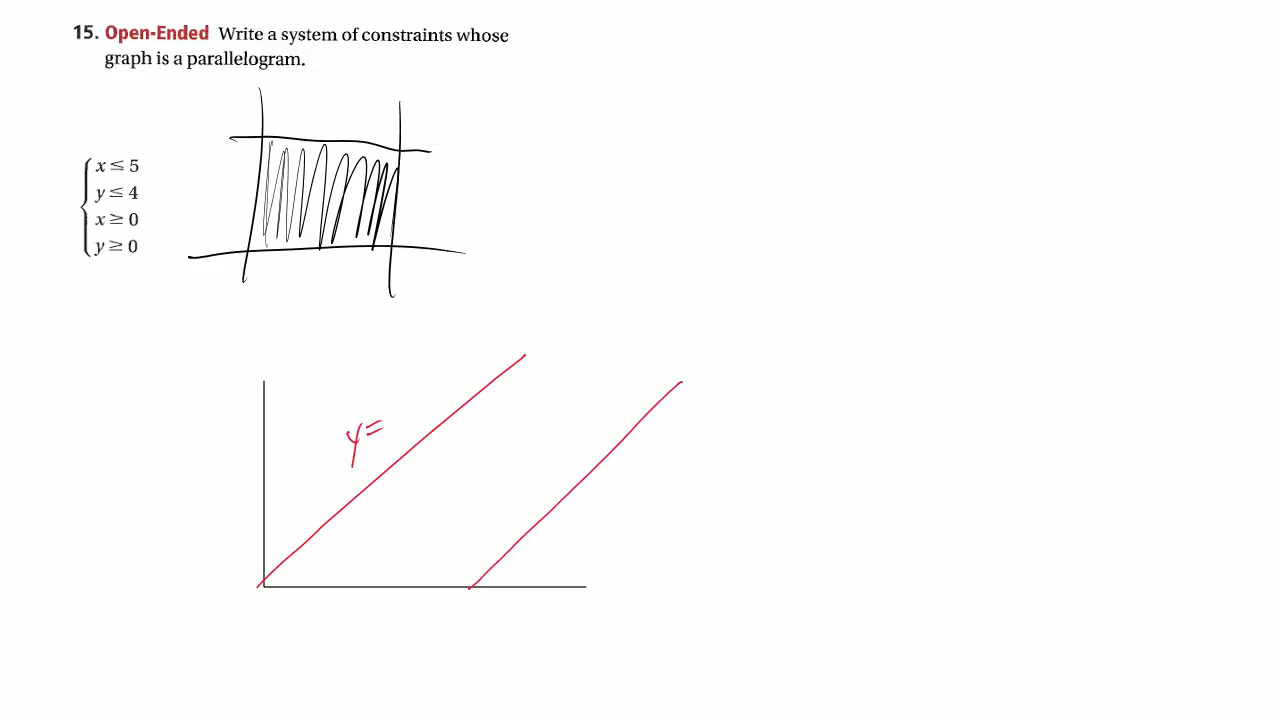 15. Open-Ended Write a system of constraints whose
graph is a parallelogram.
x ≤ 5
y ≤ 4
x ≥ 0
y ≥ 0
y=